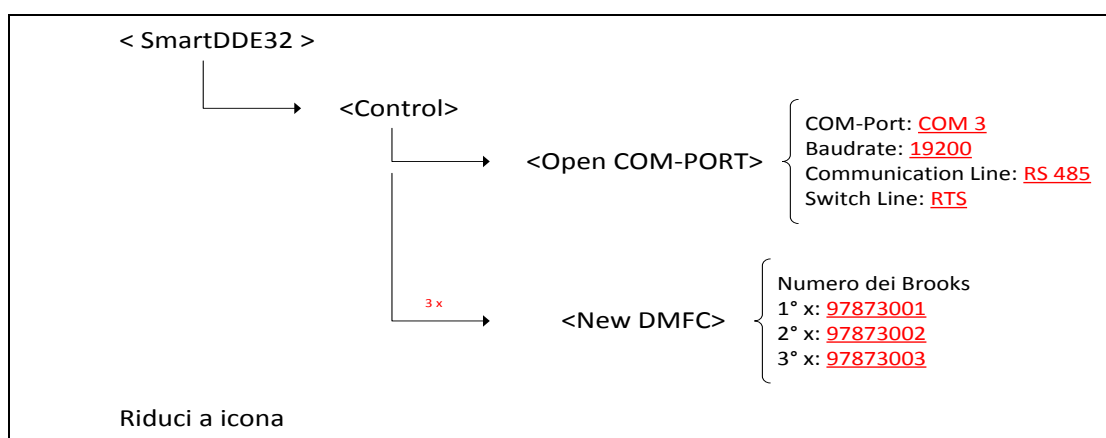 < SmartDDE32 >
<Control>
<Open COM-PORT>
COM-Port: COM 3
Baudrate: 19200
Communication Line: RS 485
Switch Line: RTS
3 x
<New DMFC>
Numero dei Brooks
1° x: 97873001
2° x: 97873002
3° x: 97873003
Riduci a icona